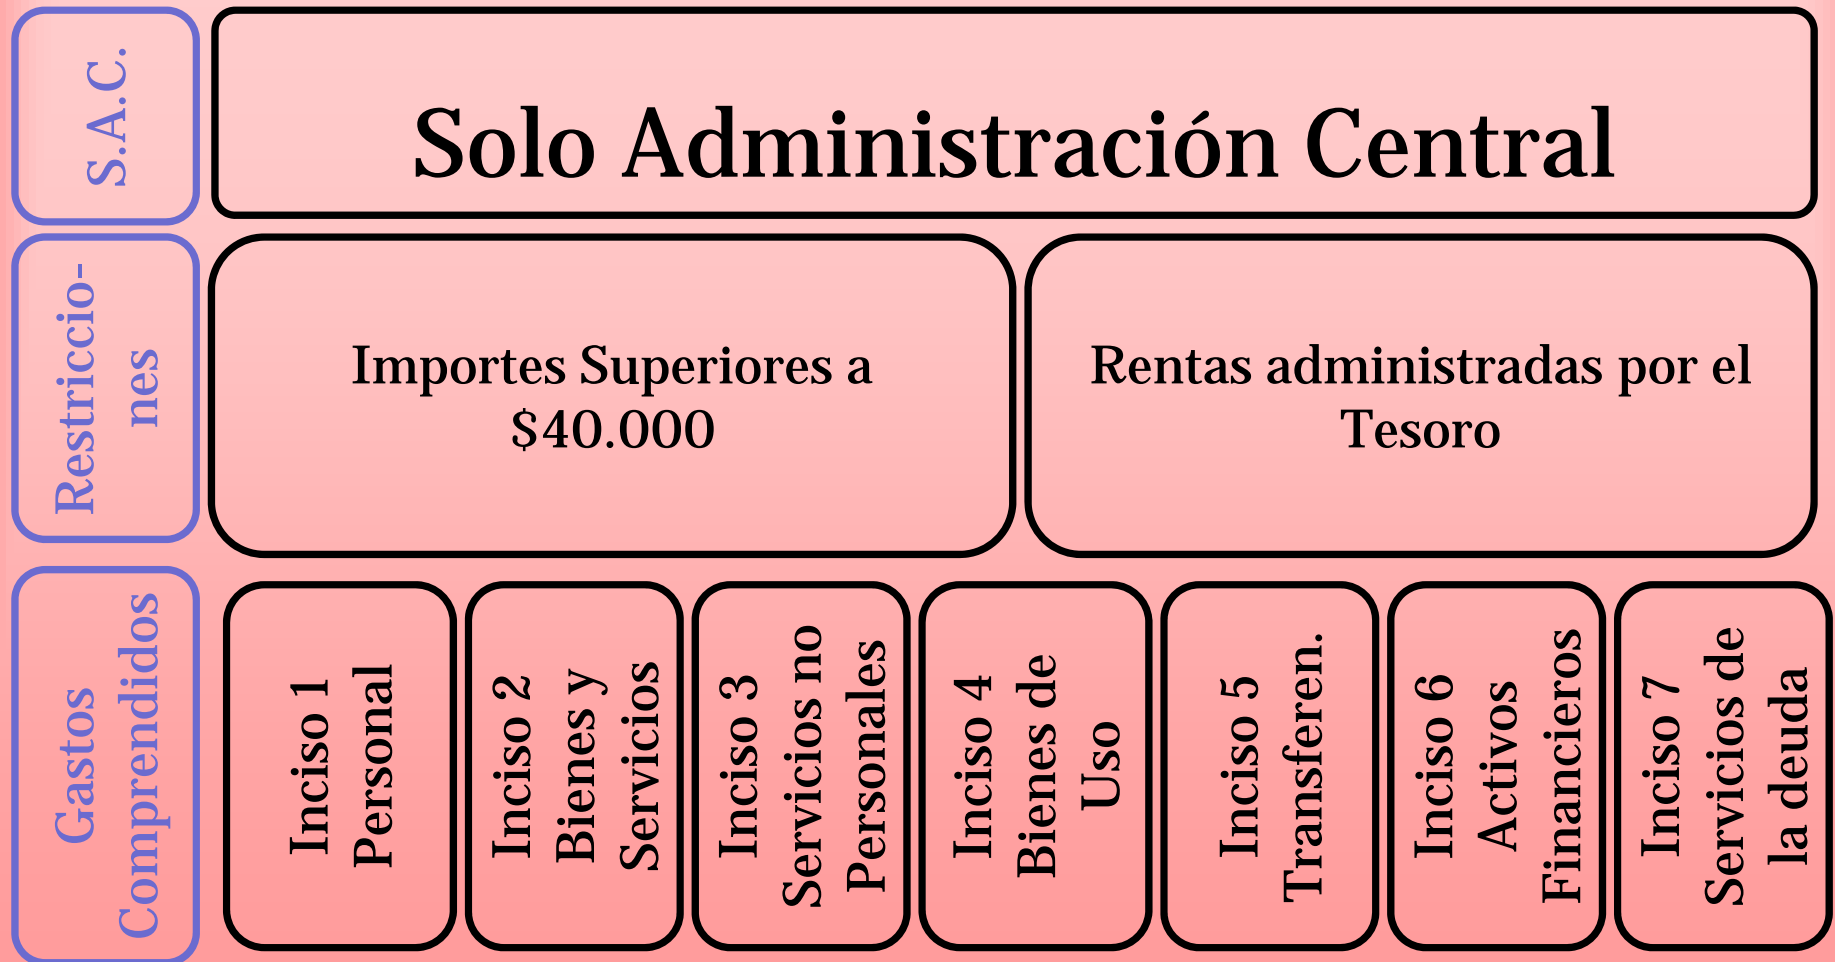 S.A.C.
Solo Administración Central
Restriccio-
nes
Importes Superiores a
$40.000
Rentas administradas por el
Tesoro
Gastos
Comprendidos
Inciso 1
Personal
Inciso 2
Bienes y
Servicios
Inciso 3
Servicios no
Personales
Inciso 4
Bienes de
Uso
Inciso 5
Transferen.
Inciso 6
Activos
Financieros
Inciso 7
Servicios de
la deuda